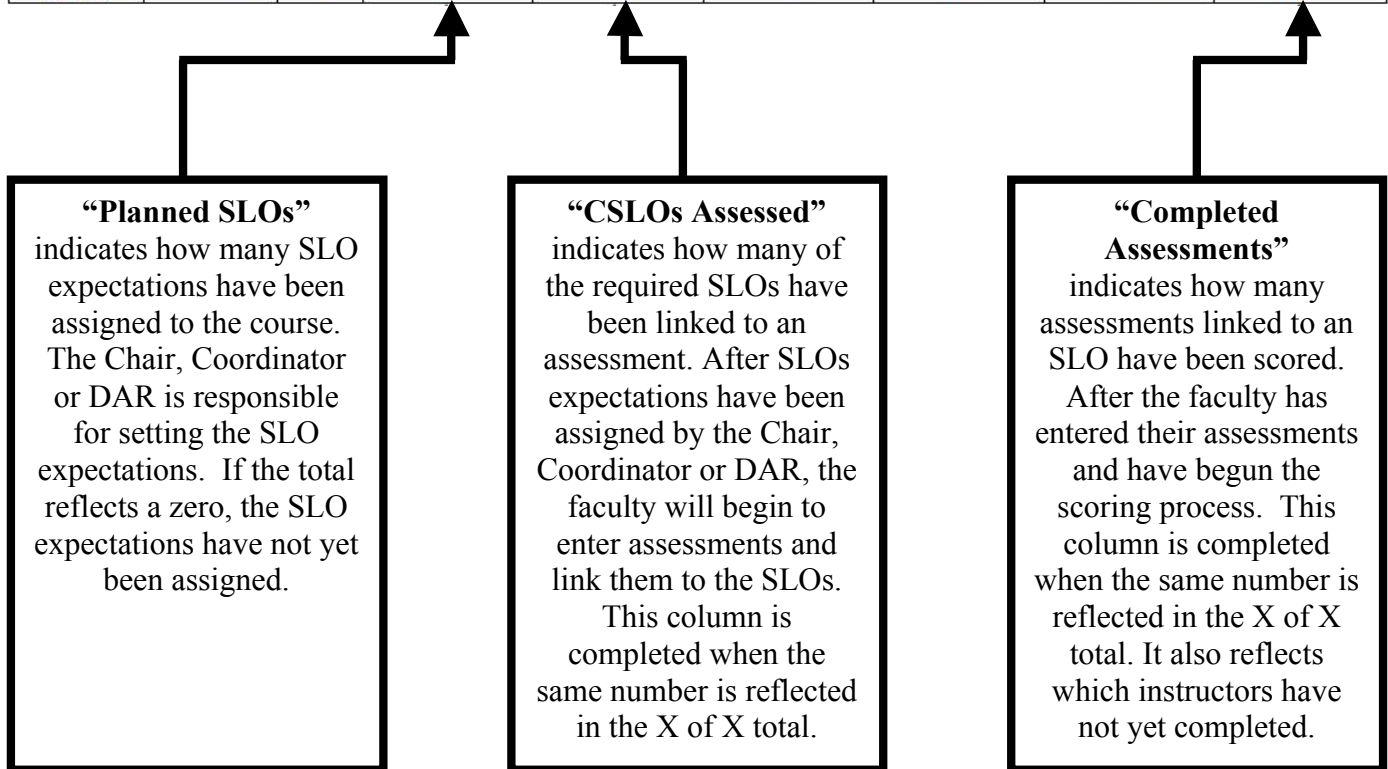 “Planned SLOs”
indicates how many SLO
expectations have been
assigned to the course.
The Chair, Coordinator
or DAR is responsible
for setting the SLO
expectations.  If the total
reflects a zero, the SLO
expectations have not yet
been assigned.
“CSLOs Assessed”
indicates how many of
the required SLOs have
been linked to an
assessment. After SLOs
expectations have been
assigned by the Chair,
Coordinator or DAR, the
faculty will begin to
enter assessments and
link them to the SLOs.
This column is
completed when the
same number is reflected
in the X of X total.
“Completed
Assessments”
indicates how many
assessments linked to an
SLO have been scored.
After the faculty has
entered their assessments
and have begun the
scoring process.  This
column is completed
when the same number is
reflected in the X of X
total. It also reflects
which instructors have
not yet completed.